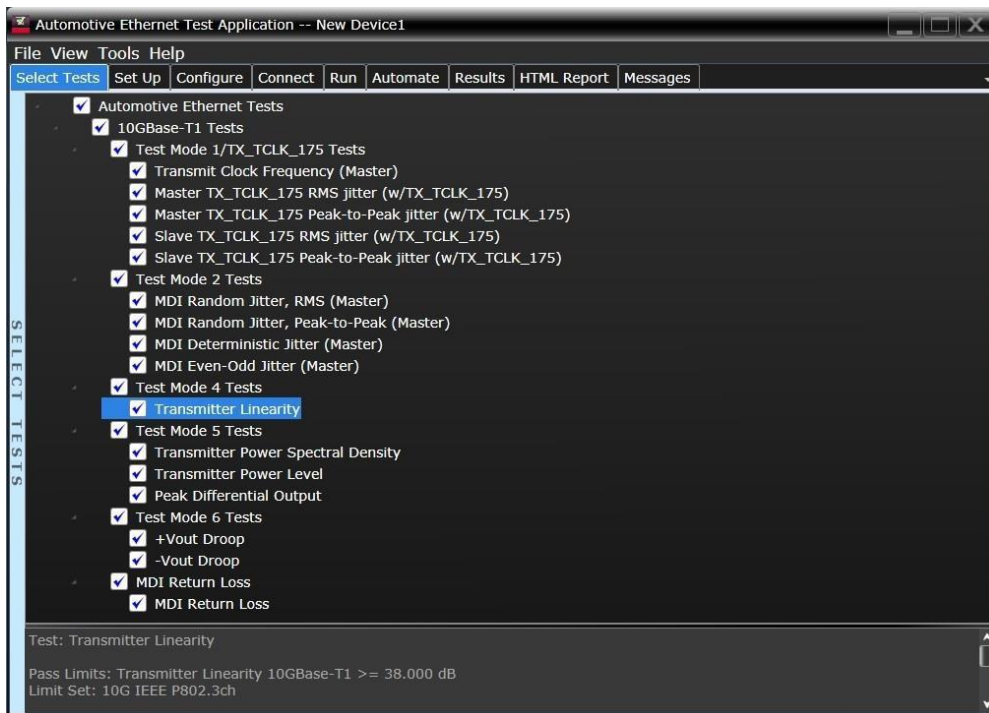 Automotive Ethernet Test Application -- New Device1
File View Tools Help
Select Tests Set Up Configure Connect Run Automate Results HTML Report Messages
Automotive Ethernet Tests
10GBase-T1 Tests
Test Mode 1/TX_TCLK_175 Tests
Transmit Clock Frequency (Master)
Master TX_TCLK_175 RMS jitter (w/TX_TCLK_175)
Master TX_TCLK_175 Peak-to-Peak jitter (w/TX_TCLK_175)
Slave TX_TCLK_175 RMS jitter (w/TX_TCLK_175)
Slave TX_TCLK_175 Peak-to-Peak jitter (w/TX_TCLK_175)
Test Mode 2 Tests
MDI Random Jitter, RMS (Master)
MDI Random Jitter, Peak-to-Peak (Master)
MDI Deterministic Jitter (Master)
MDI Even-Odd Jitter (Master)
Test Mode 4 Tests
Transmitter Linearity
Test Mode 5 Tests
Transmitter Power Spectral Density
Transmitter Power Level
Peak Differential Output
Test Mode 6 Tests
+Vout Droop
-Vout Droop
MDI Return Loss
MDI Return Loss
SELECT TESTS
Test: Transmitter Linearity
Pass Limits: Transmitter Linearity 10GBase-T1 >= 38.000 dB
Limit Set: 10G IEEE P802.3ch